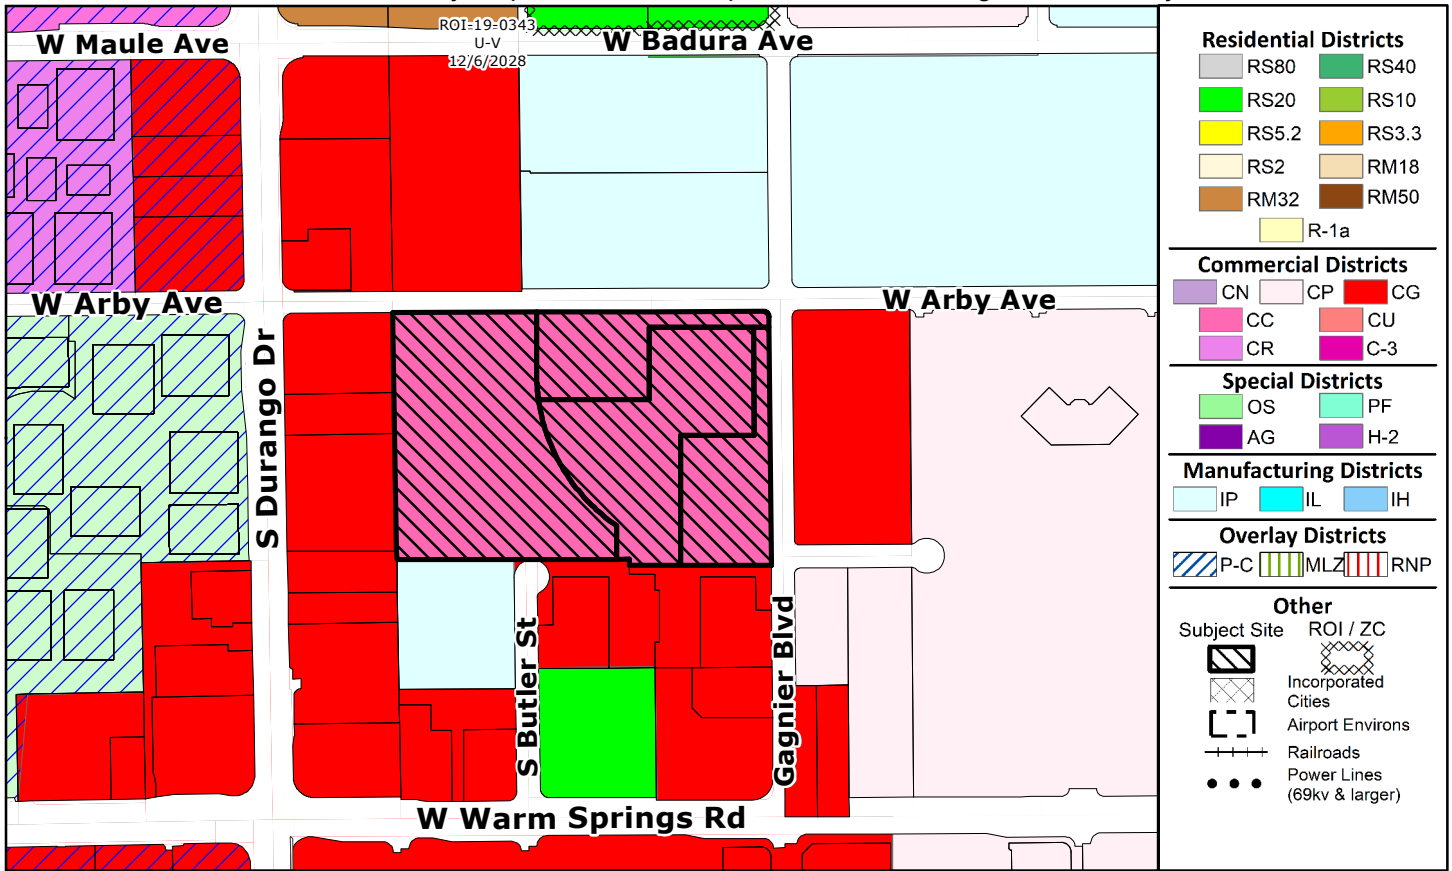 ROI-19-0343
U-V
12/6/2028
W Maule Ave
W Badura Ave
W Arby Ave
W Arby Ave
S Durango Dr
S Butler St
Gagnier Blvd
W Warm Springs Rd
Residential Districts
RS80 RS40
RS20 RS10
RS5.2 RS3.3
RS2 RM18
RM32 RM50
R-1a
Commercial Districts
CN CP CG
CC CU
CR C-3
Special Districts
OS PF
AG H-2
Manufacturing Districts
IP IL IH
Overlay Districts
P-C MLZ RNP
Other
Subject Site ROI / ZC
Incorporated
Cities
Airport Environs
Railroads
Power Lines
(69kv & larger)